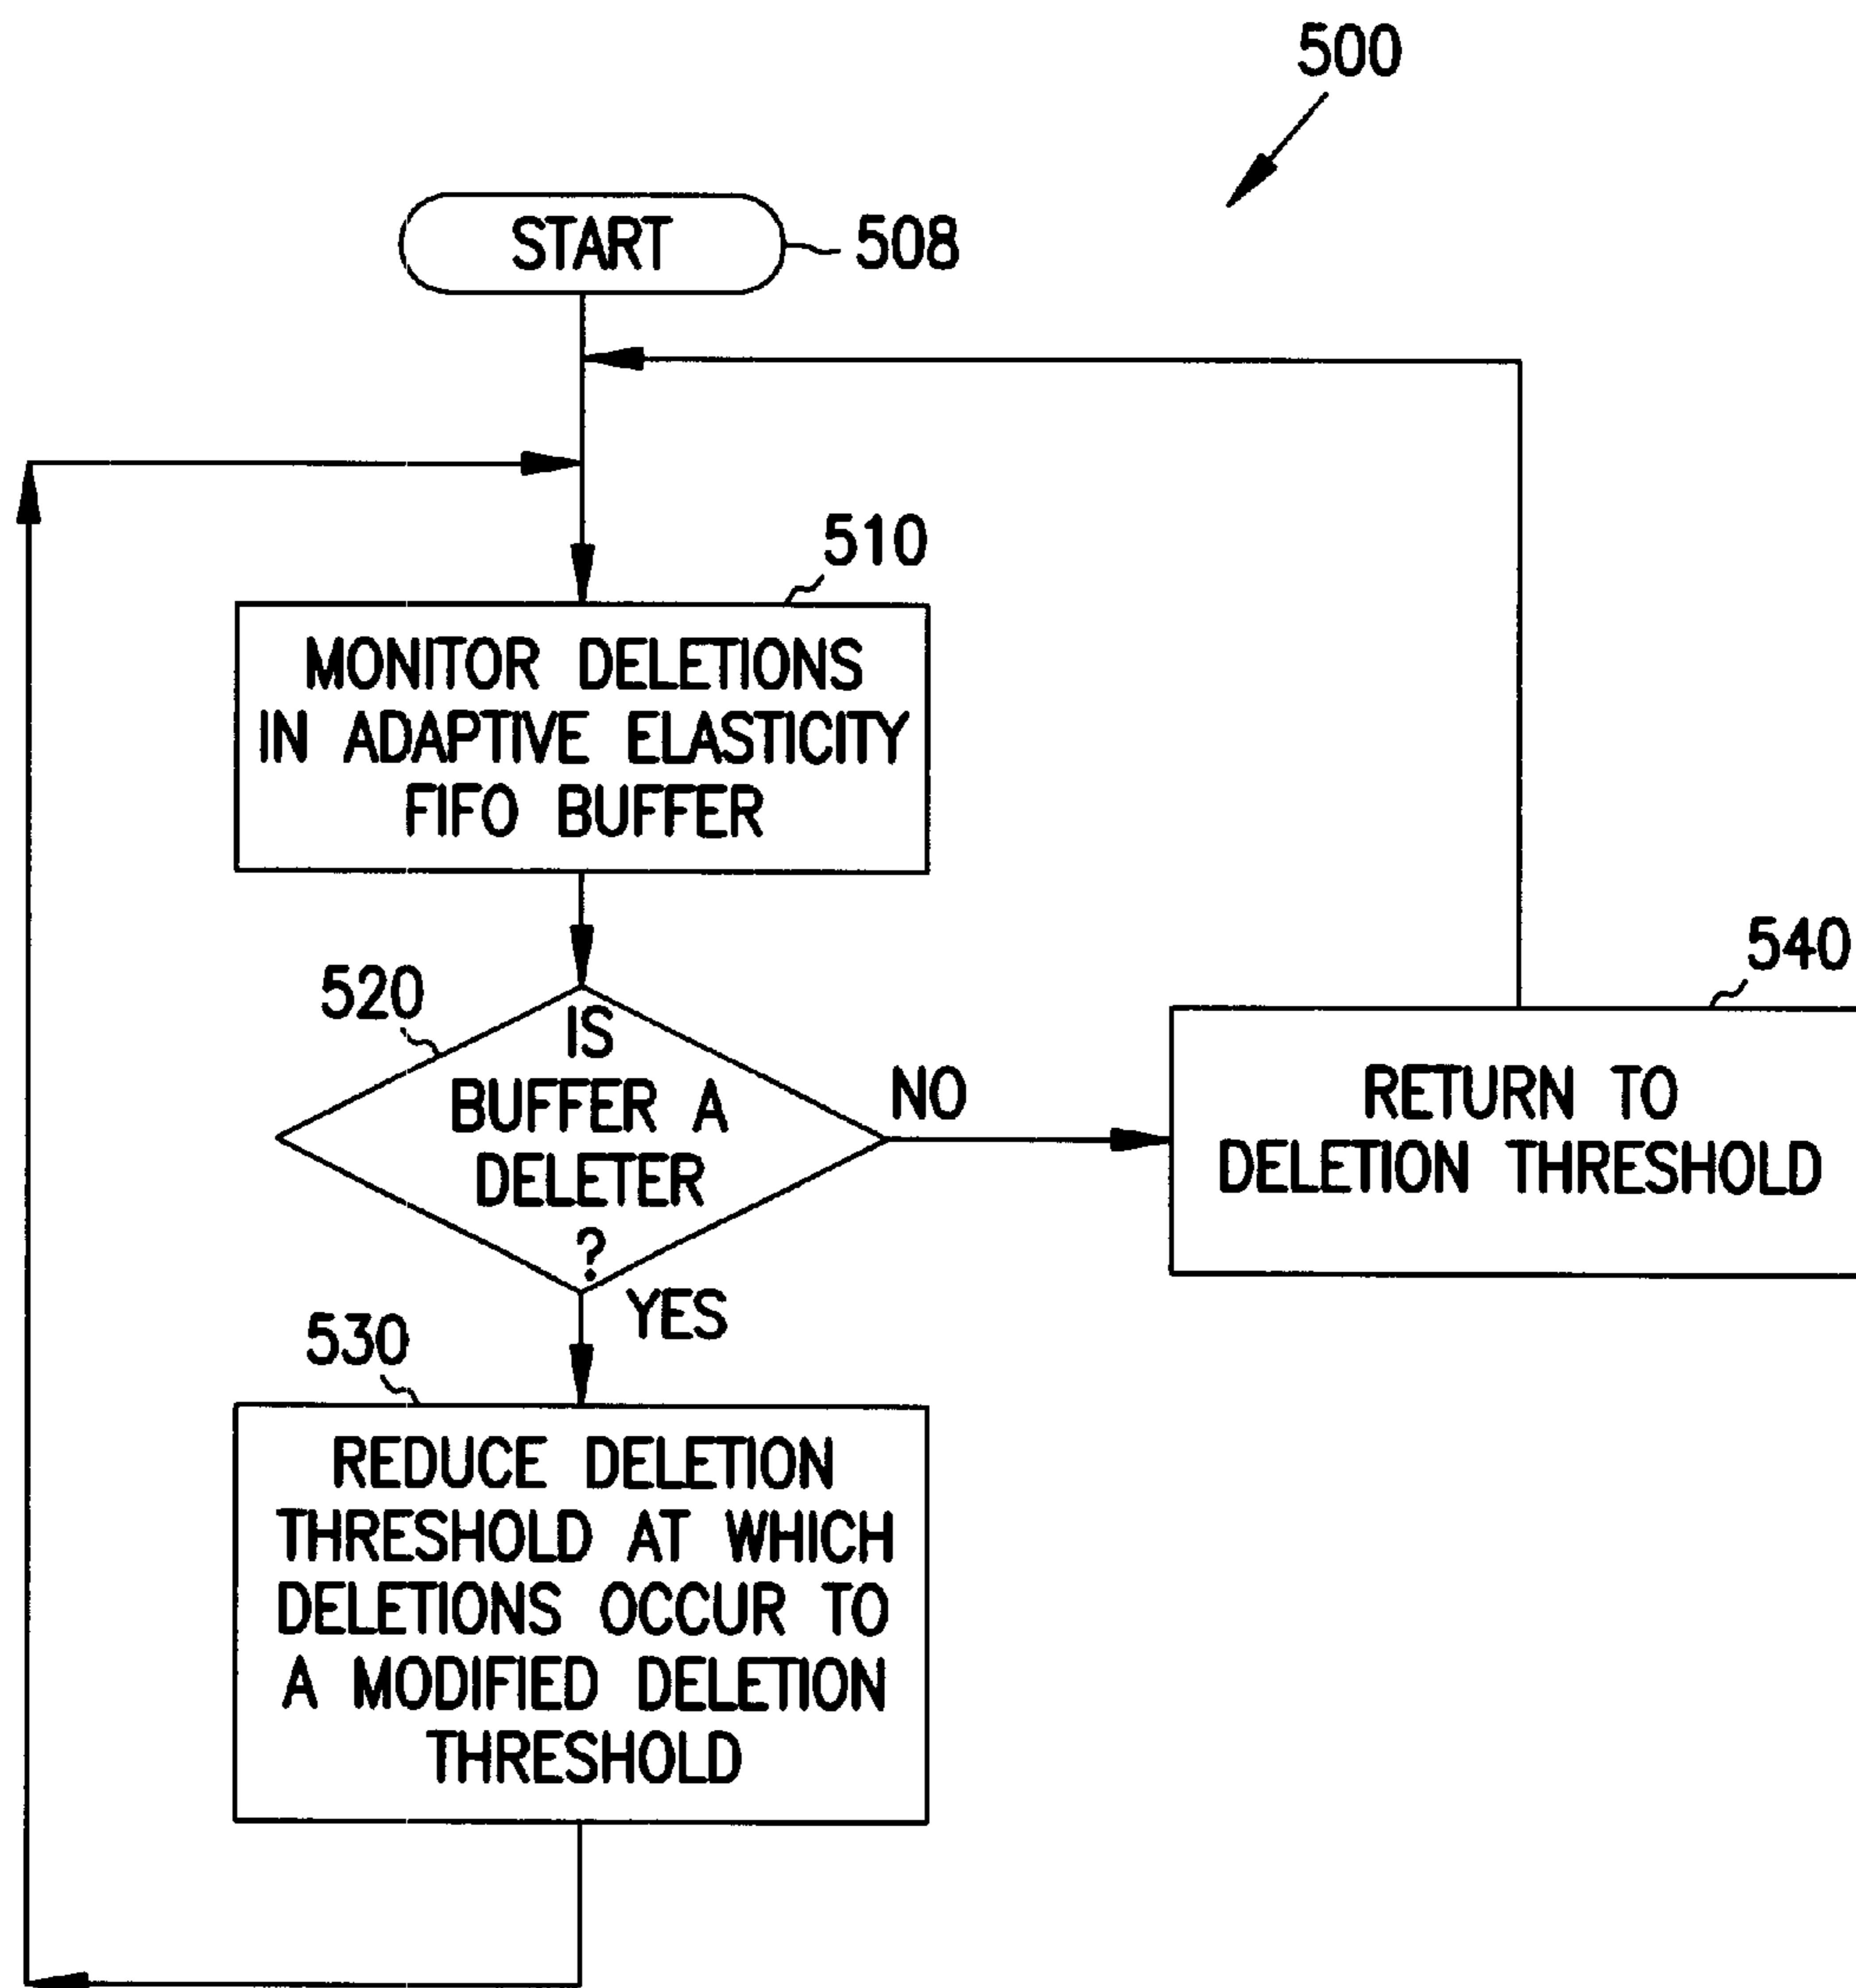 500
START
508
510
MONITOR DELETIONS
IN ADAPTIVE ELASTICITY
FIFO BUFFER
520
IS
BUFFER A
DELETER
?
NO
YES
540
RETURN TO
DELETION THRESHOLD
530
REDUCE DELETION
THRESHOLD AT WHICH
DELETIONS OCCUR TO
A MODIFIED DELETION
THRESHOLD